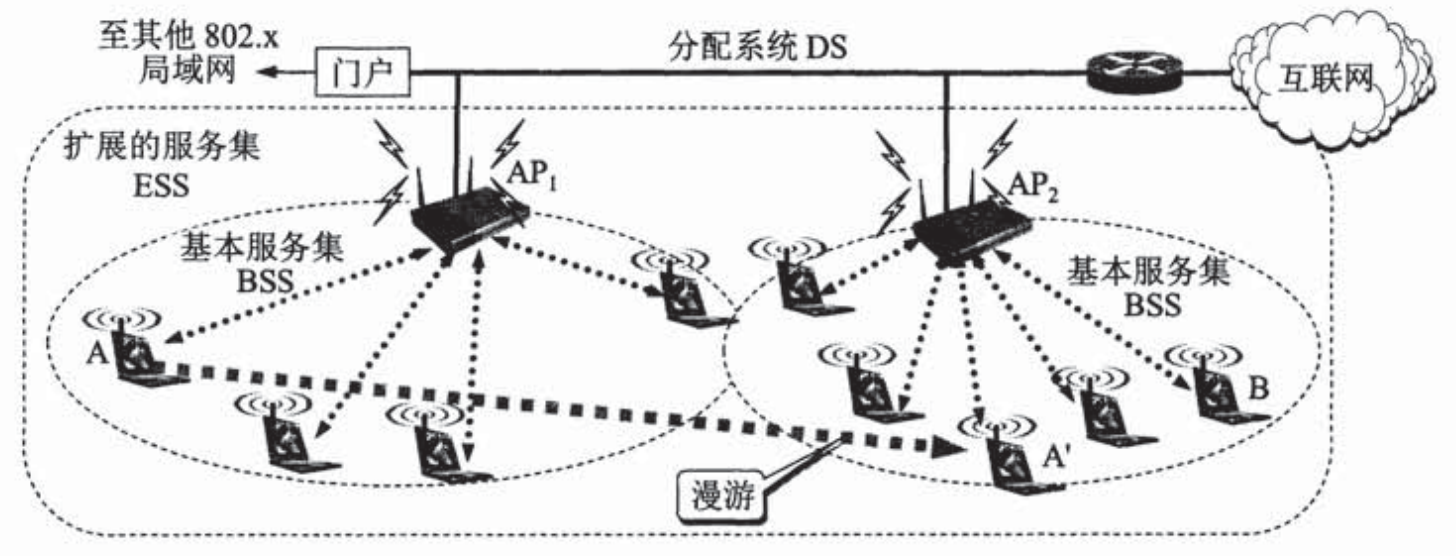 至其他 802.x
局域网
门户
分配系统 DS
互联网
扩展的服务集
ESS
AP₁
AP₂
基本服务集
BSS
基本服务集
BSS
A
B
A'
漫游